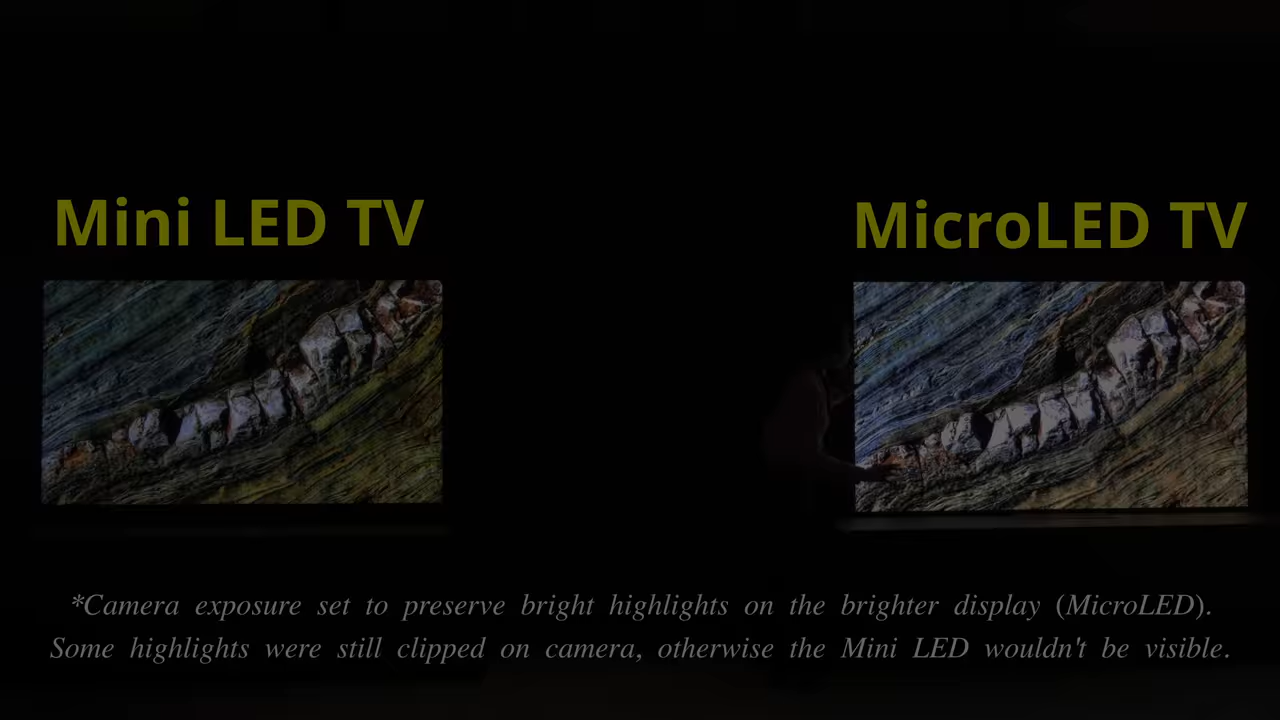 Mini LED TV
MicroLED TV
*Camera exposure set to preserve bright highlights on the brighter display (MicroLED).
Some highlights were still clipped on camera, otherwise the Mini LED wouldn't be visible.